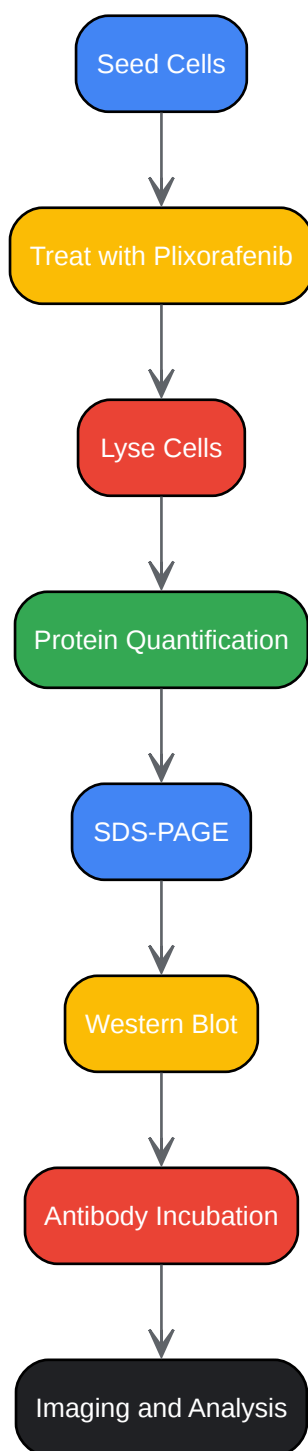 Seed Cells
Treat with Plixorafenib
Lyse Cells
Protein Quantification
SDS-PAGE
Western Blot
Antibody Incubation
Imaging and Analysis